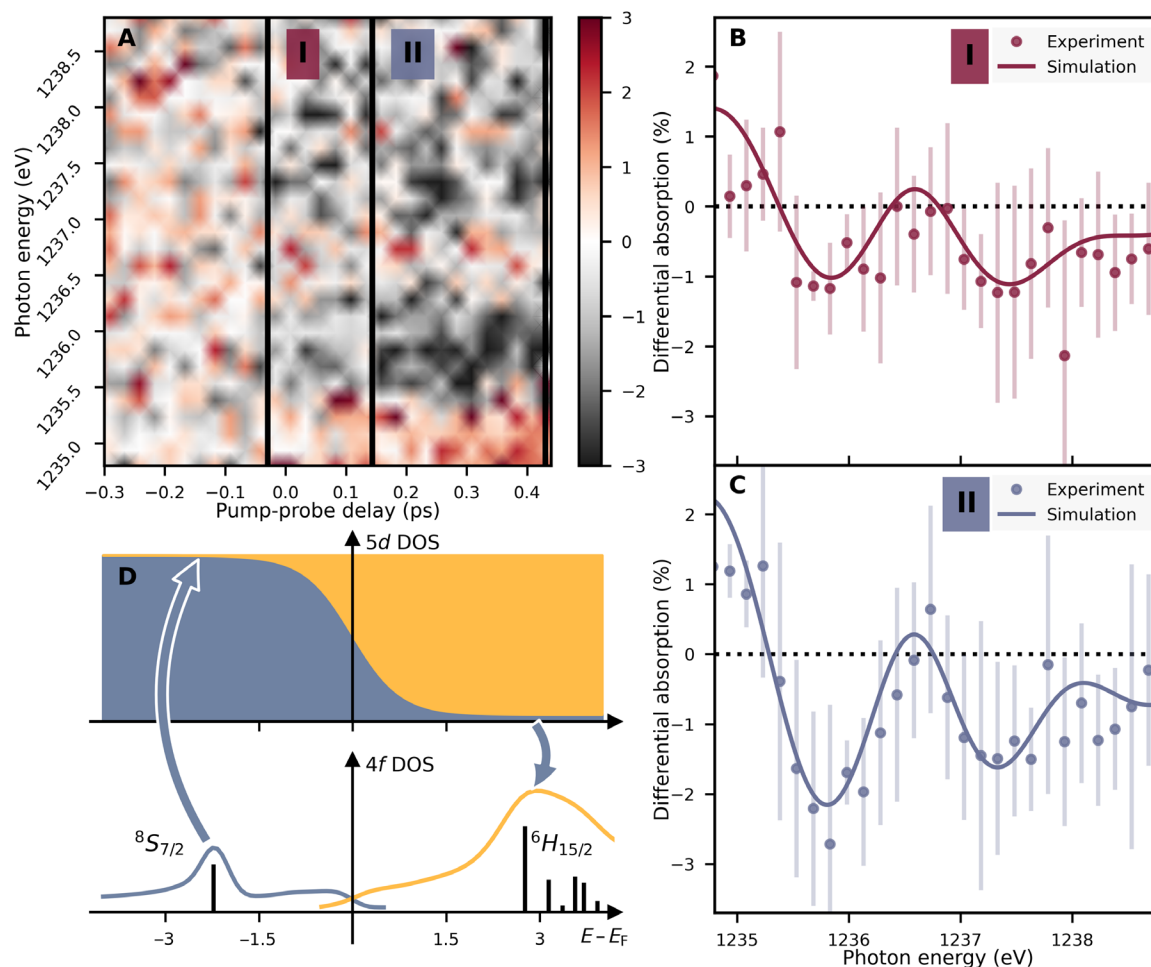 A
I
II
Photon energy (eV)
1238.5
1238.0
1237.5
1237.0
1236.5
1236.0
1235.5
1235.0
−0.3 −0.2 −0.1 0.0 0.1 0.2 0.3 0.4
Pump-probe delay (ps)
3
2
1
0
−1
−2
−3
B
I
Experiment
Simulation
Differential absorption (%)
2
1
0
−1
−2
−3
C
II
Experiment
Simulation
Differential absorption (%)
2
1
0
−1
−2
−3
1235 1236 1237 1238
Photon energy (eV)
D
5d DOS
4f DOS
⁸S₇/₂
⁶H₁₅/₂
−3 −1.5 1.5 3 E – E_F